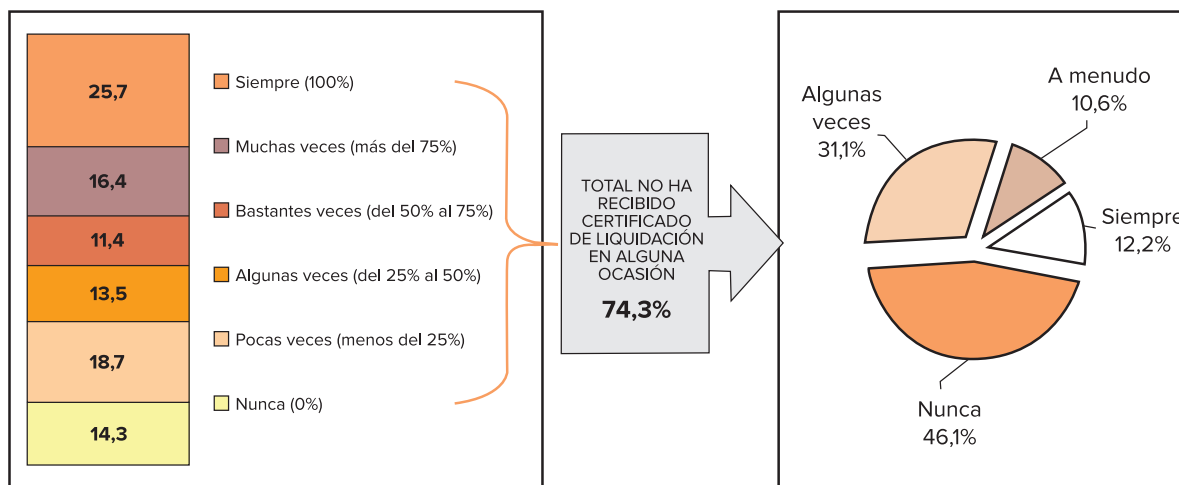 25,7
16,4
11,4
13,5
18,7
14,3
Siempre (100%)
Muchas veces (más del 75%)
Bastantes veces (del 50% al 75%)
Algunas veces (del 25% al 50%)
Pocas veces (menos del 25%)
Nunca (0%)
TOTAL NO HA
RECIBIDO
CERTIFICADO
DE LIQUIDACIÓN
EN ALGUNA
OCASIÓN
74,3%
A menudo
10,6%
Algunas
veces
31,1%
Siempre
12,2%
Nunca
46,1%